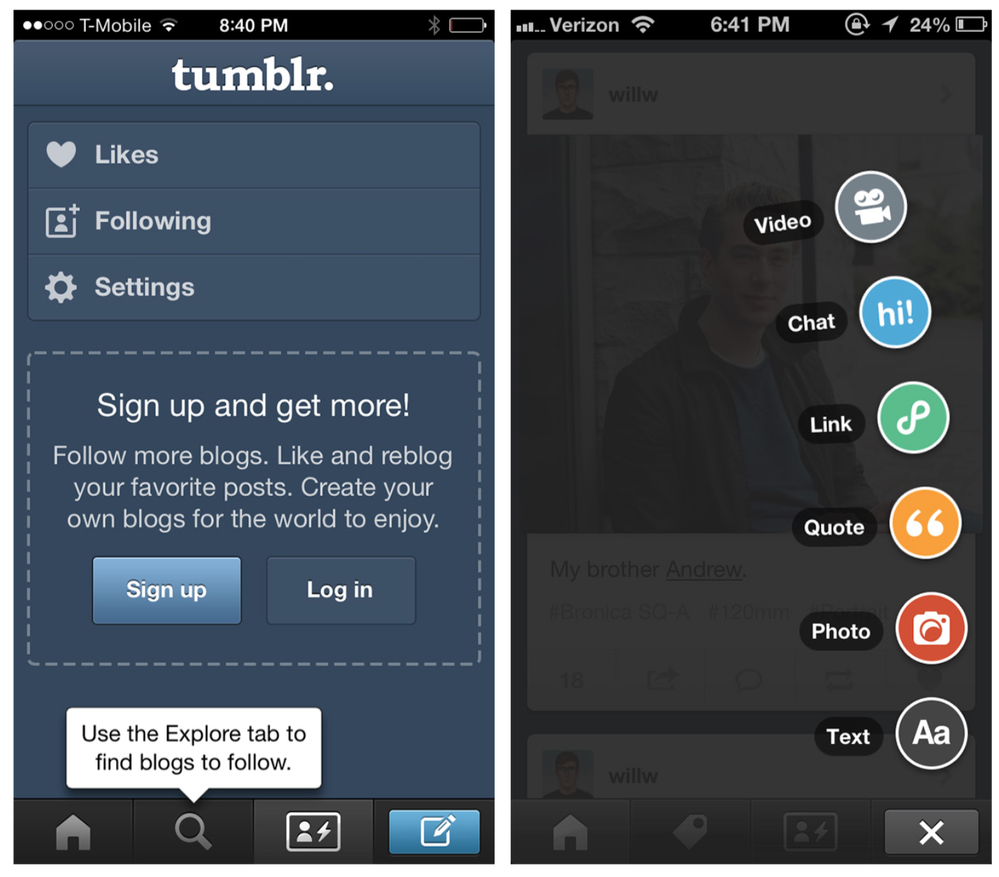 T-Mobile 8:40 PM
tumblr.
Likes
Following
Settings
Sign up and get more!
Follow more blogs. Like and reblog
your favorite posts. Create your
own blogs for the world to enjoy.
Sign up Log in
Use the Explore tab to
find blogs to follow.
Verizon 6:41 PM 24%
willw
Video
Chat hi!
Link
Quote
My brother Andrew.
#Bronica SQ-A #120mm #Portrait
Photo
18
Text Aa
willw